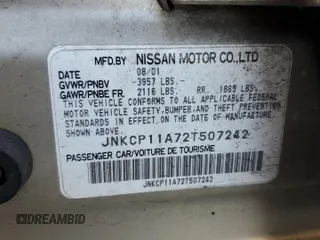 MFD.BY NISSAN MOTOR CO.,LTD
DATE 08/01
GVWR/PNBV -3957 LBS.-
GAWR/PNBE FR. 2116 LBS. RR. 1865 LBS.
THIS VEHICLE CONFORMS TO ALL APPLICABLE FEDERAL
MOTOR VEHICLE SAFETY, BUMPER, AND THEFT PREVENTION
STANDARDS IN EFFECT ON THE DATE OF MANUFACTURE
SHOWN ABOVE.
JNKCP11A72T507242
PASSENGER CAR/VOITURE DE TOURISME
JNKCP11A72T507242
DREAMBID